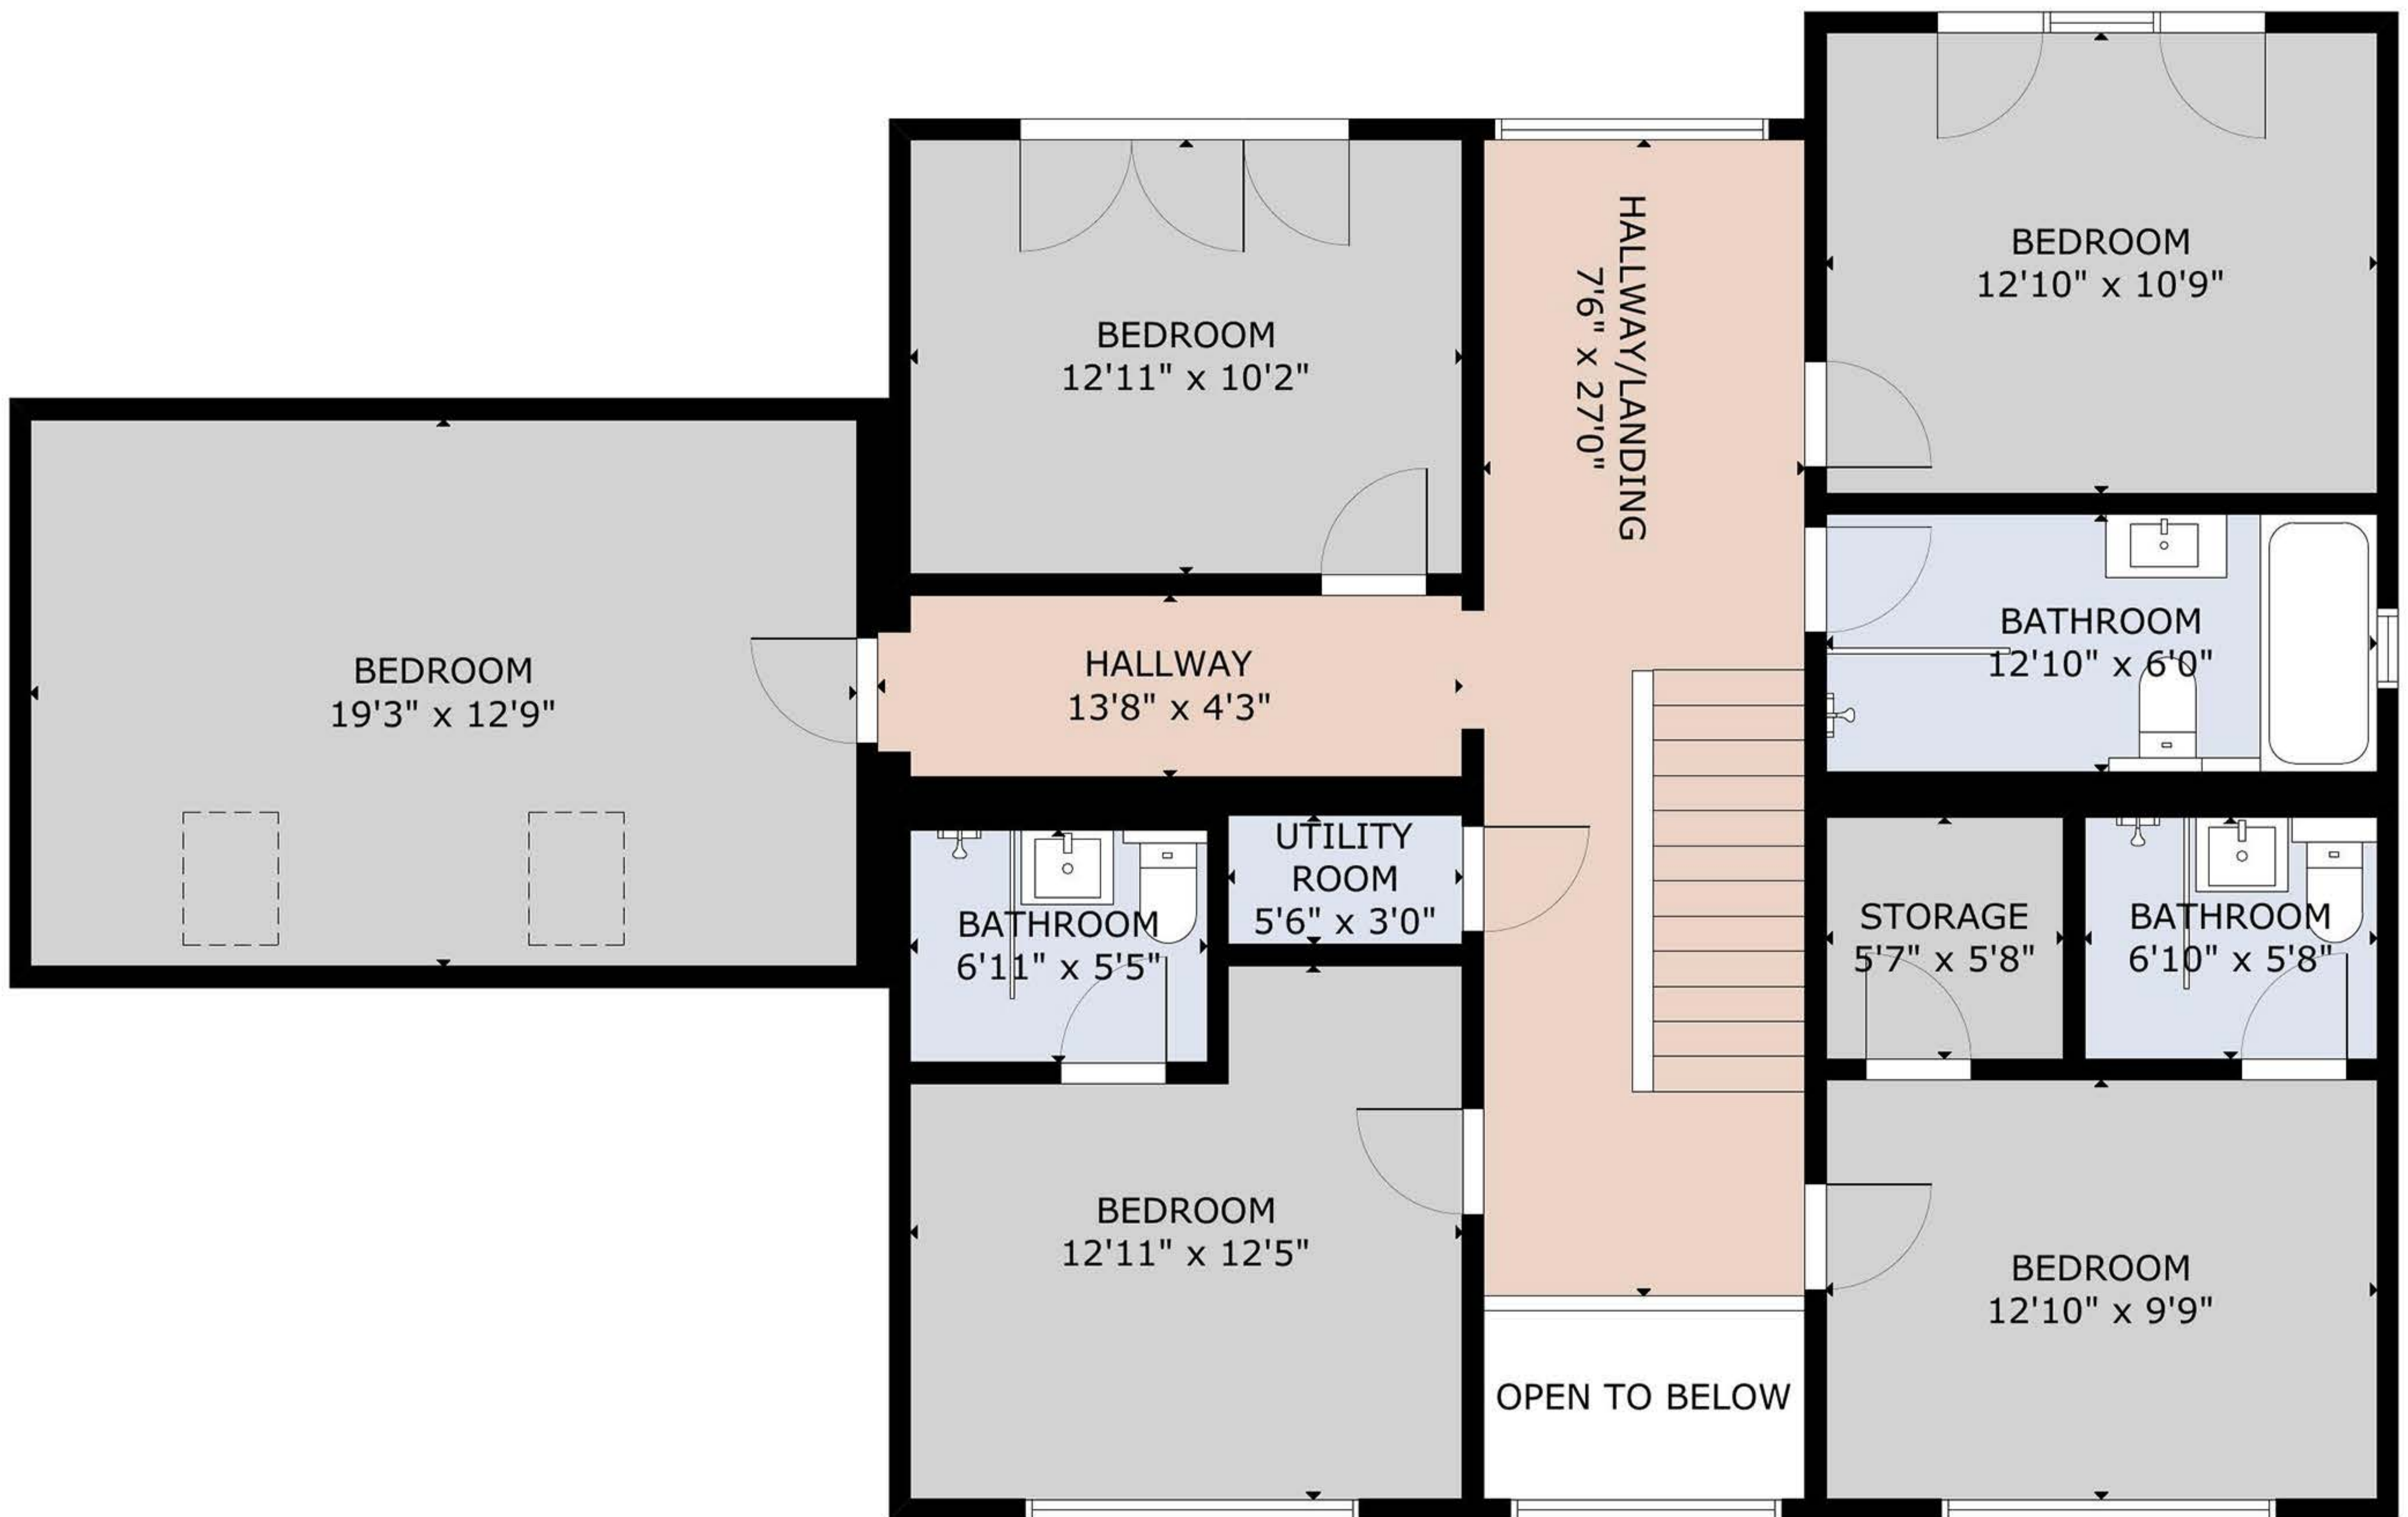 BEDROOM
12'10" x 10'9"
HALLWAY/LANDING
7'6" x 27'0"
BEDROOM
12'11" x 10'2"
BATHROOM
12'10" x 6'0"
BEDROOM
19'3" x 12'9"
HALLWAY
13'8" x 4'3"
UTILITY
ROOM
5'6" x 3'0"
BATHROOM
6'11" x 5'5"
STORAGE
5'7" x 5'8"
BATHROOM
6'10" x 5'8"
BEDROOM
12'11" x 12'5"
BEDROOM
12'10" x 9'9"
OPEN TO BELOW